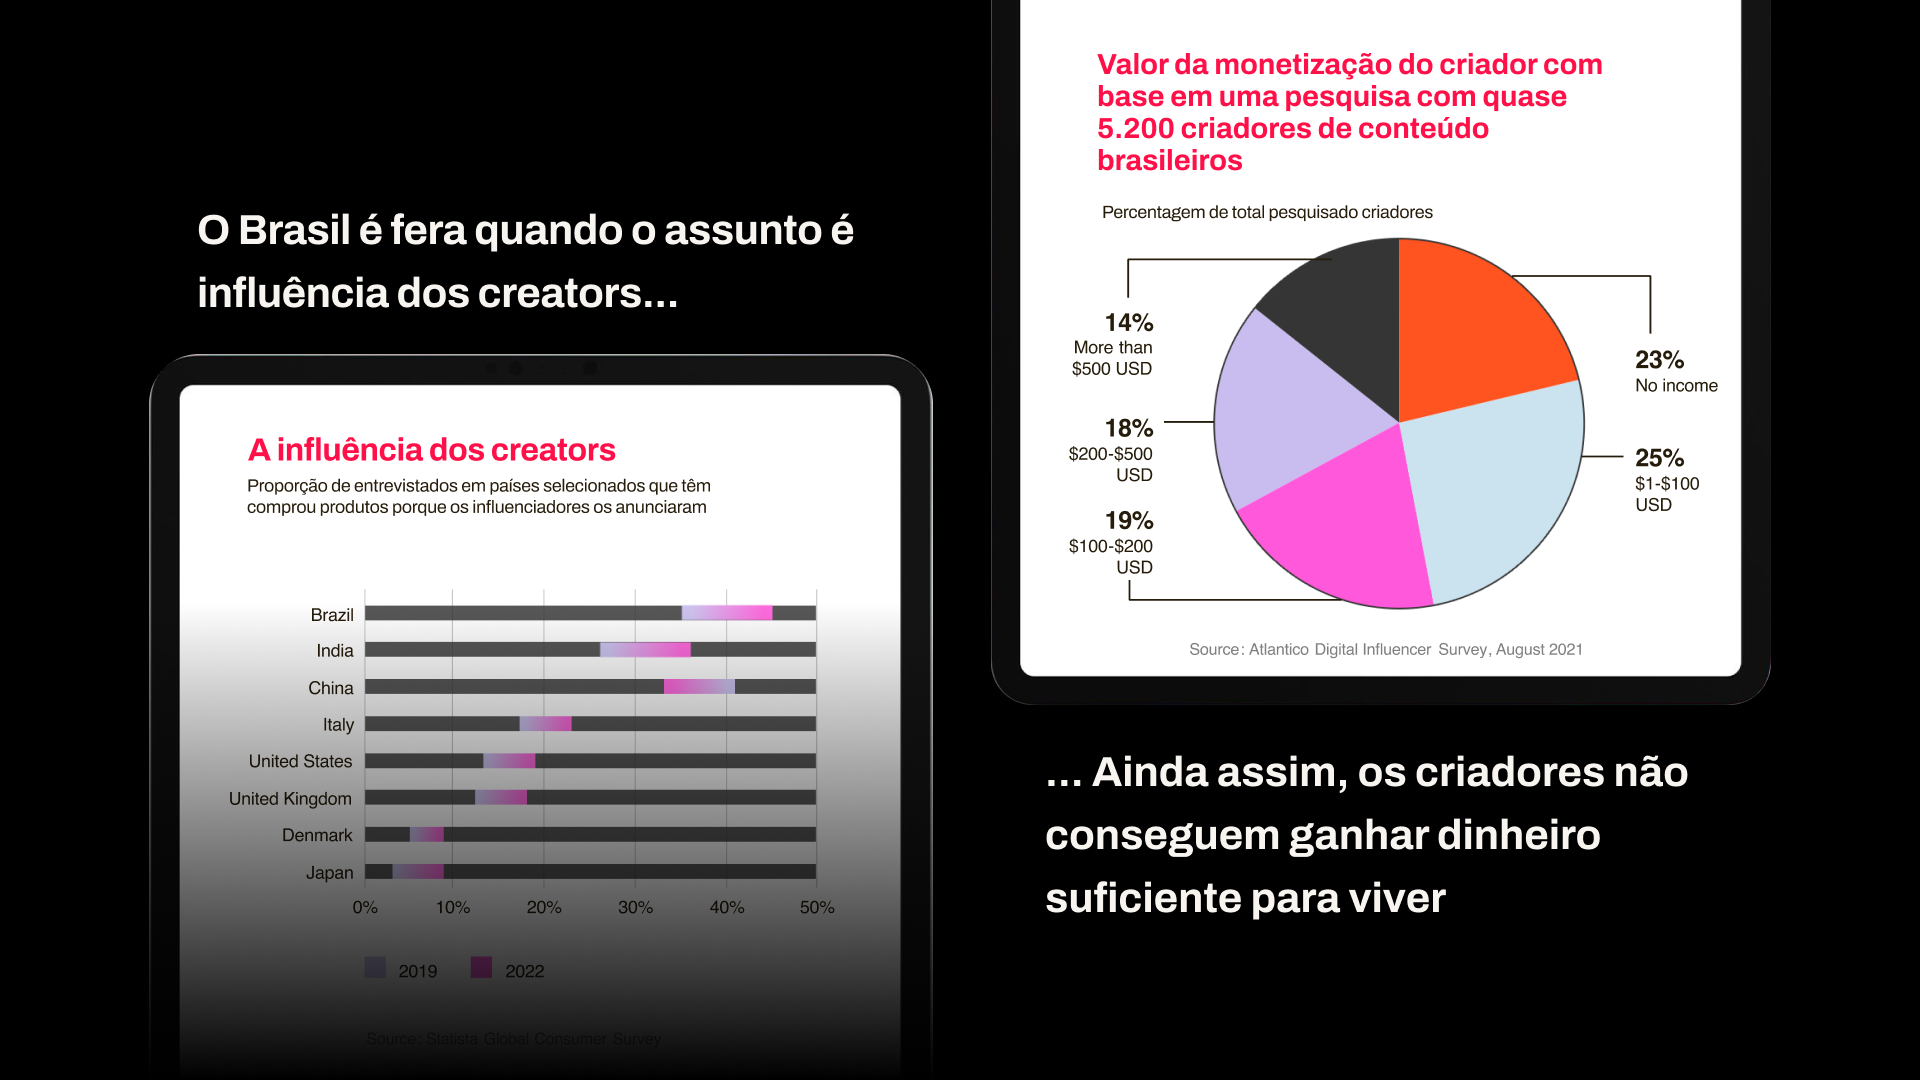 O Brasil é fera quando o assunto é
influência dos creators...
A influência dos creators
Proporção de entrevistados em países selecionados que têm
comprou produtos porque os influenciadores os anunciaram
Brazil
India
China
Italy
United States
United Kingdom
Denmark
Japan
0% 10% 20% 30% 40% 50%
2019 2022
Source: Statista Global Consumer Survey
Valor da monetização do criador com
base em uma pesquisa com quase
5.200 criadores de conteúdo
brasileiros
Percentagem de total pesquisado criadores
14%
More than
$500 USD
18%
$200-$500
USD
19%
$100-$200
USD
23%
No income
25%
$1-$100
USD
Source: Atlantico Digital Influencer Survey, August 2021
... Ainda assim, os criadores não
conseguem ganhar dinheiro
suficiente para viver